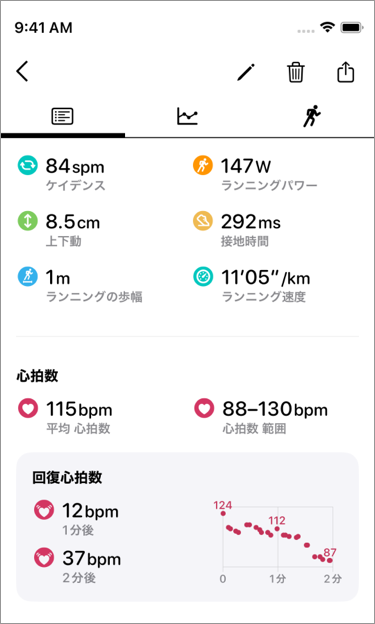 9:41 AM
84spm 147W
ケイデンス ランニングパワー
8.5cm 292ms
上下動 接地時間
1m 11'05"/km
ランニングの歩幅 ランニング速度
心拍数
115bpm 88–130bpm
平均 心拍数 心拍数 範囲
回復心拍数
12bpm
1分後
37bpm
2分後
124
112
87
0 1分 2分